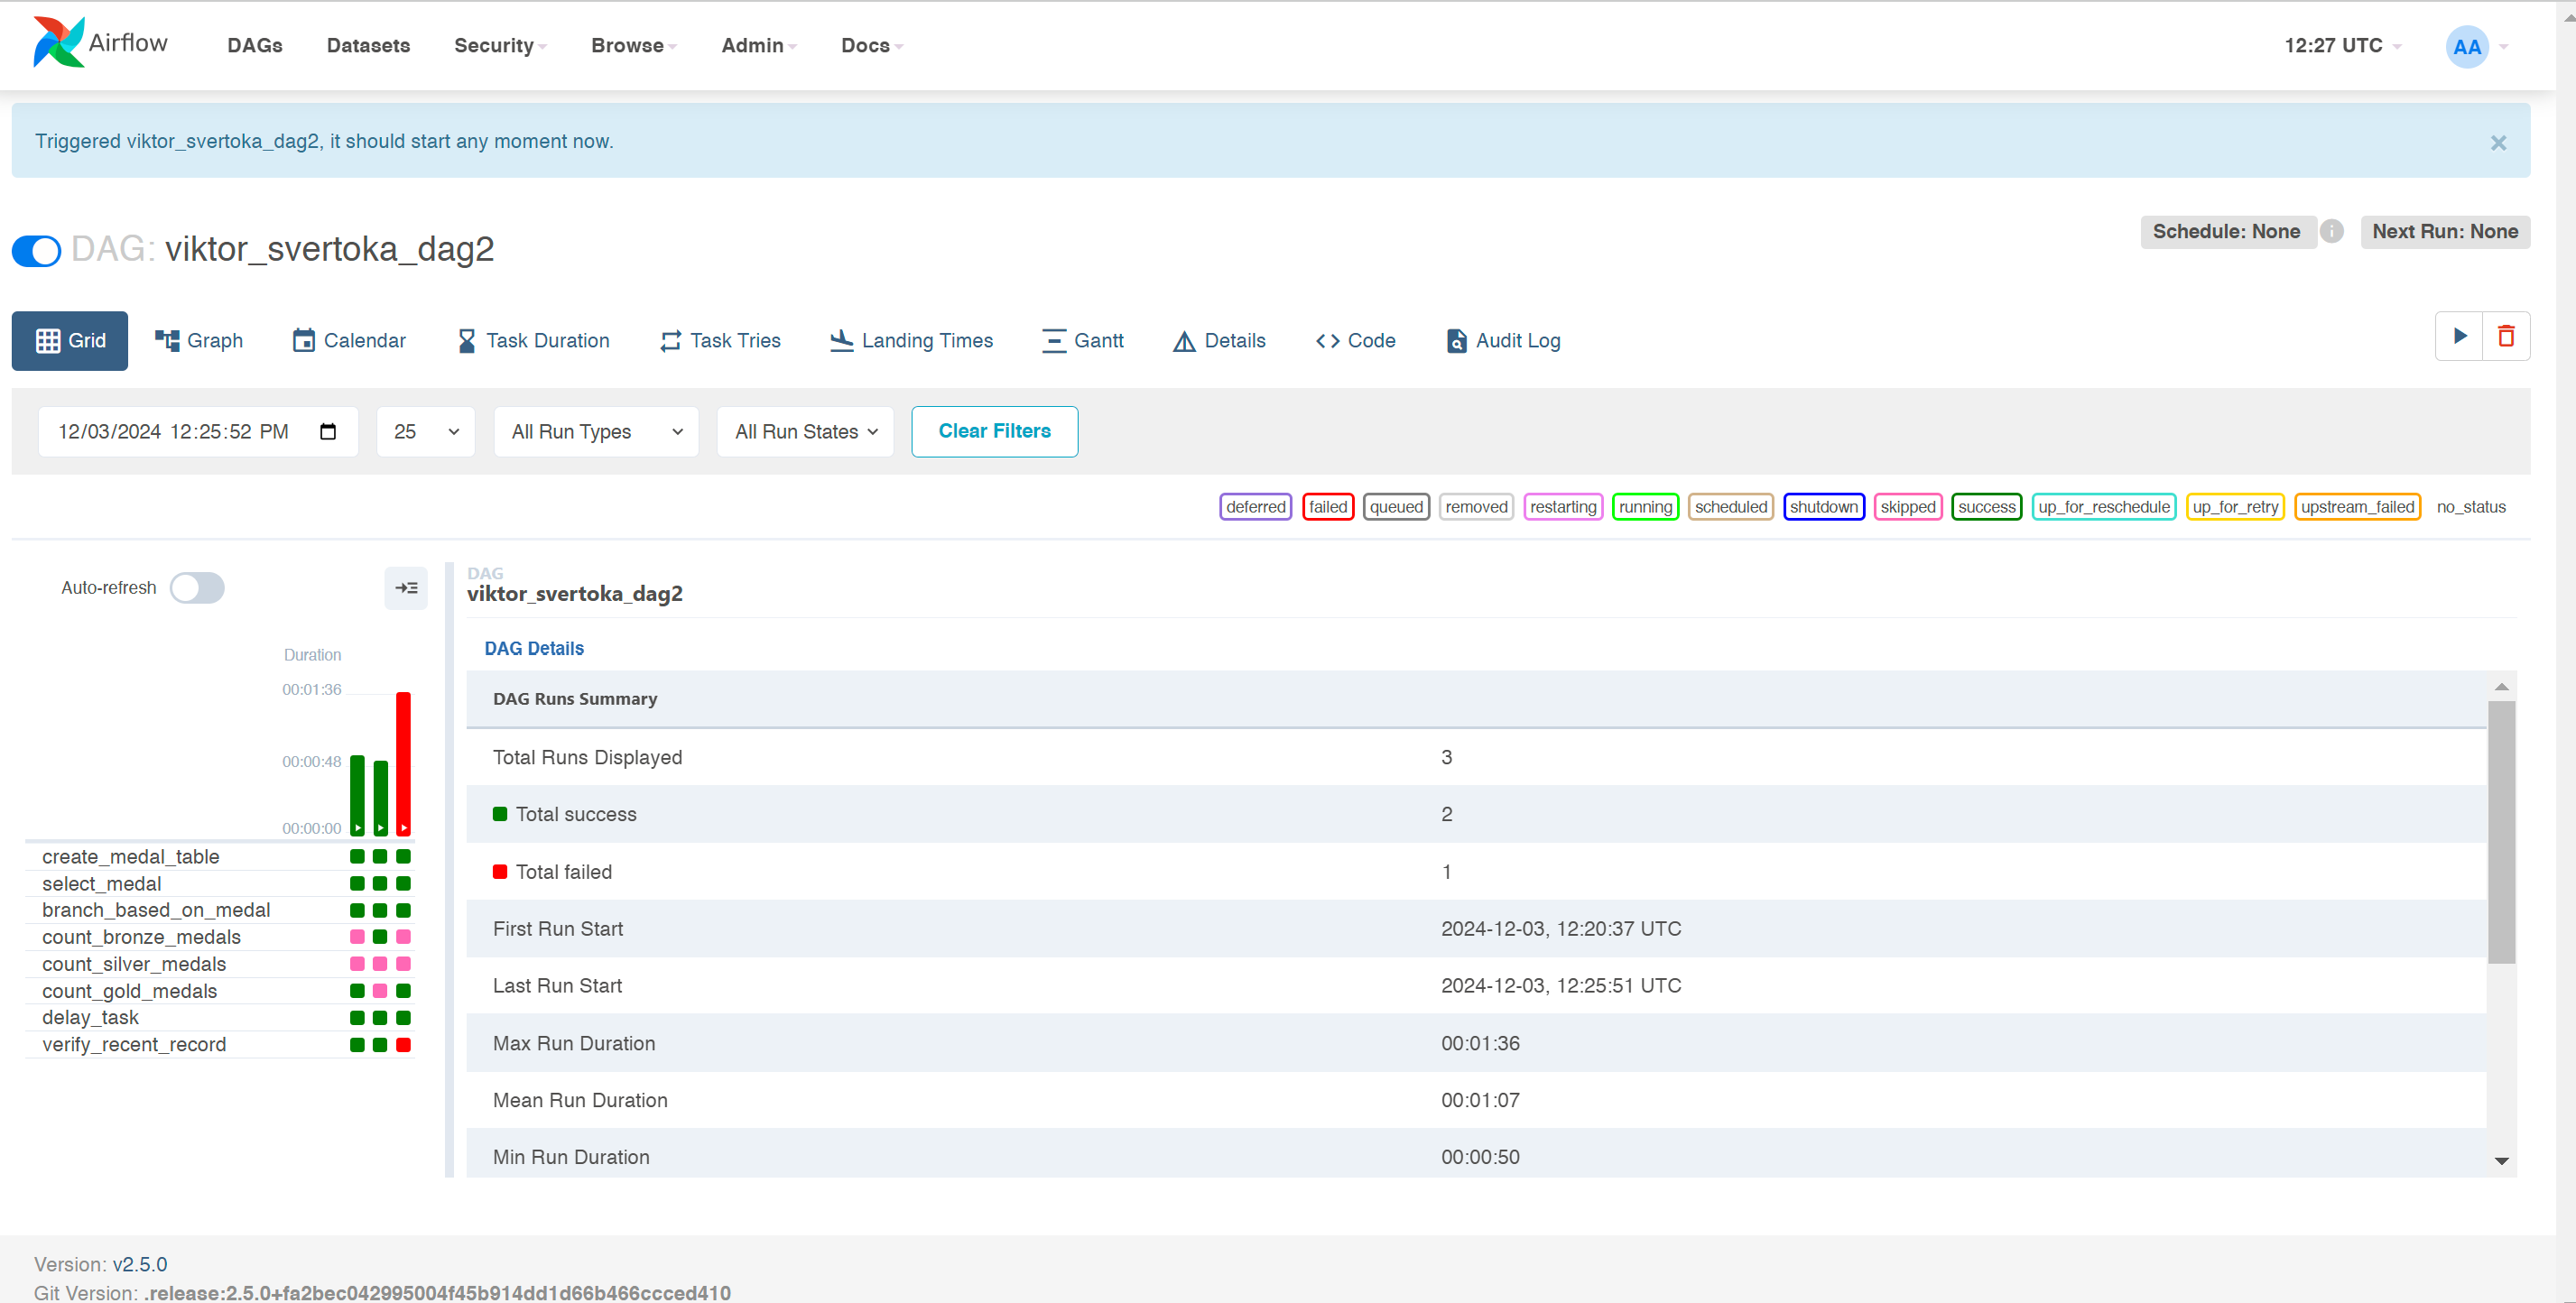 Airflow DAGs Datasets Security Browse Admin Docs 12:27 UTC AA
Triggered viktor_svertoka_dag2, it should start any moment now. ×
DAG: viktor_svertoka_dag2
Schedule: None i Next Run: None
Grid Graph Calendar Task Duration Task Tries Landing Times Gantt Details Code Audit Log
12/03/2024 12:25:52 PM 25 All Run Types All Run States Clear Filters
deferred failed queued removed restarting running scheduled shutdown skipped success up_for_reschedule up_for_retry upstream_failed no_status
Auto-refresh
Duration
00:01:36
00:00:48
00:00:00
create_medal_table
select_medal
branch_based_on_medal
count_bronze_medals
count_silver_medals
count_gold_medals
delay_task
verify_recent_record
DAG
viktor_svertoka_dag2
DAG Details
DAG Runs Summary
Total Runs Displayed 3
Total success 2
Total failed 1
First Run Start 2024-12-03, 12:20:37 UTC
Last Run Start 2024-12-03, 12:25:51 UTC
Max Run Duration 00:01:36
Mean Run Duration 00:01:07
Min Run Duration 00:00:50
Version: v2.5.0
Git Version: .release:2.5.0+fa2bec042995004f45b914dd1d66b466ccced410